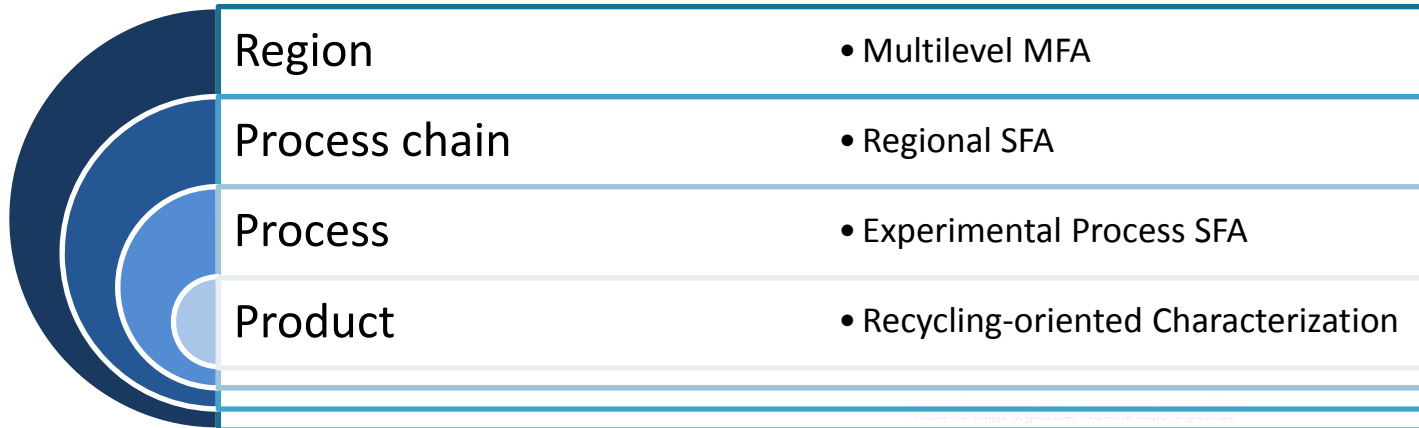 Region
• Multilevel MFA
Process chain
• Regional SFA
Process
• Experimental Process SFA
Product
• Recycling-oriented Characterization